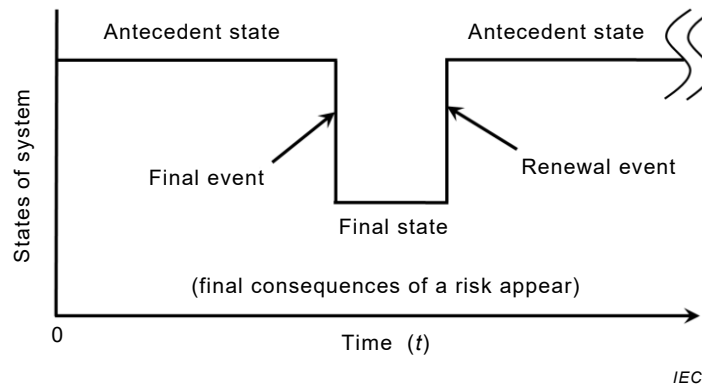 Antecedent state
Antecedent state
Final event
Renewal event
Final state
(final consequences of a risk appear)
States of system
0
Time (t)
IEC